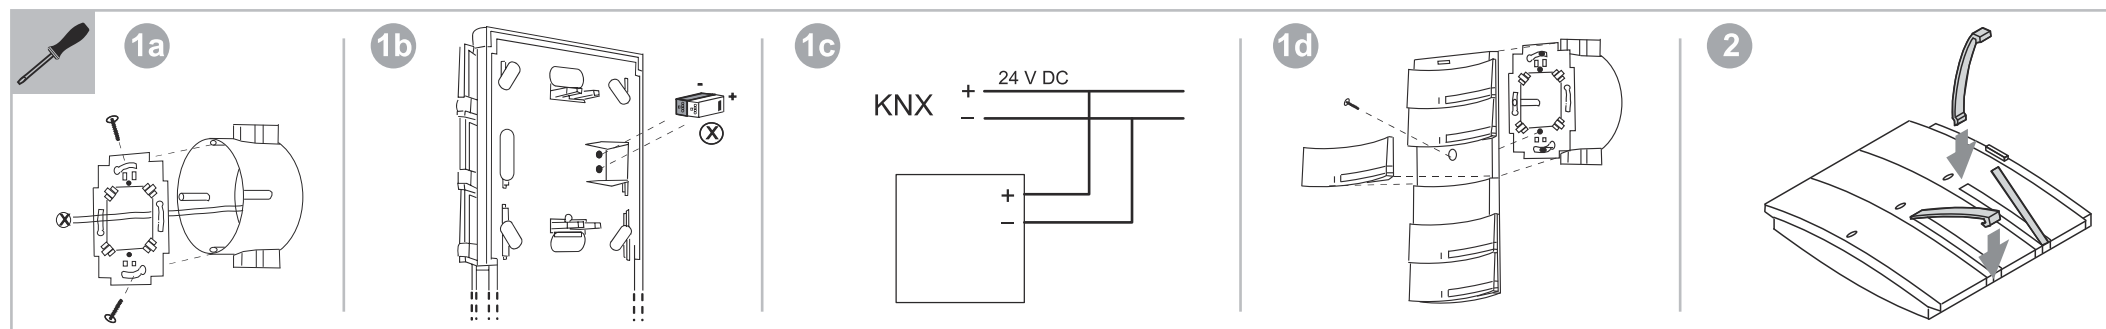 1a
X
1b
-
+
X
1c
24 V DC
KNX
+
–
+
–
1d
2